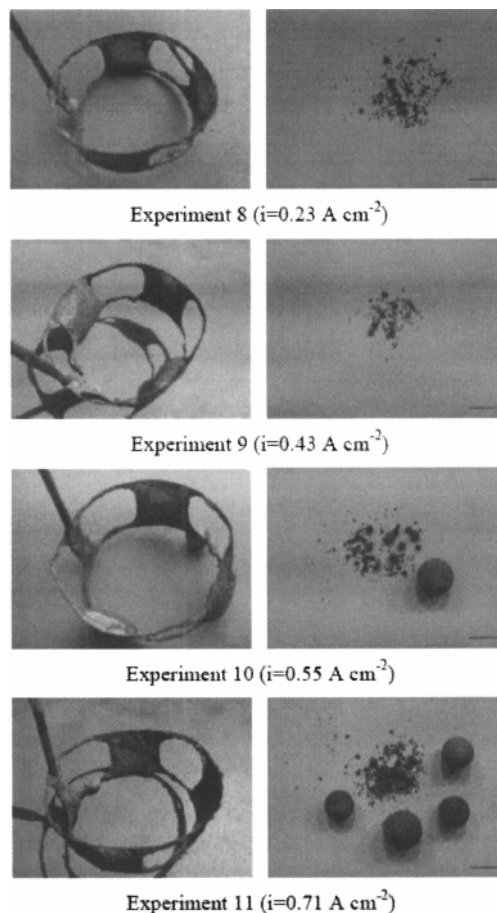 Experiment 8 (i=0.23 A cm⁻²)
Experiment 9 (i=0.43 A cm⁻²)
Experiment 10 (i=0.55 A cm⁻²)
Experiment 11 (i=0.71 A cm⁻²)